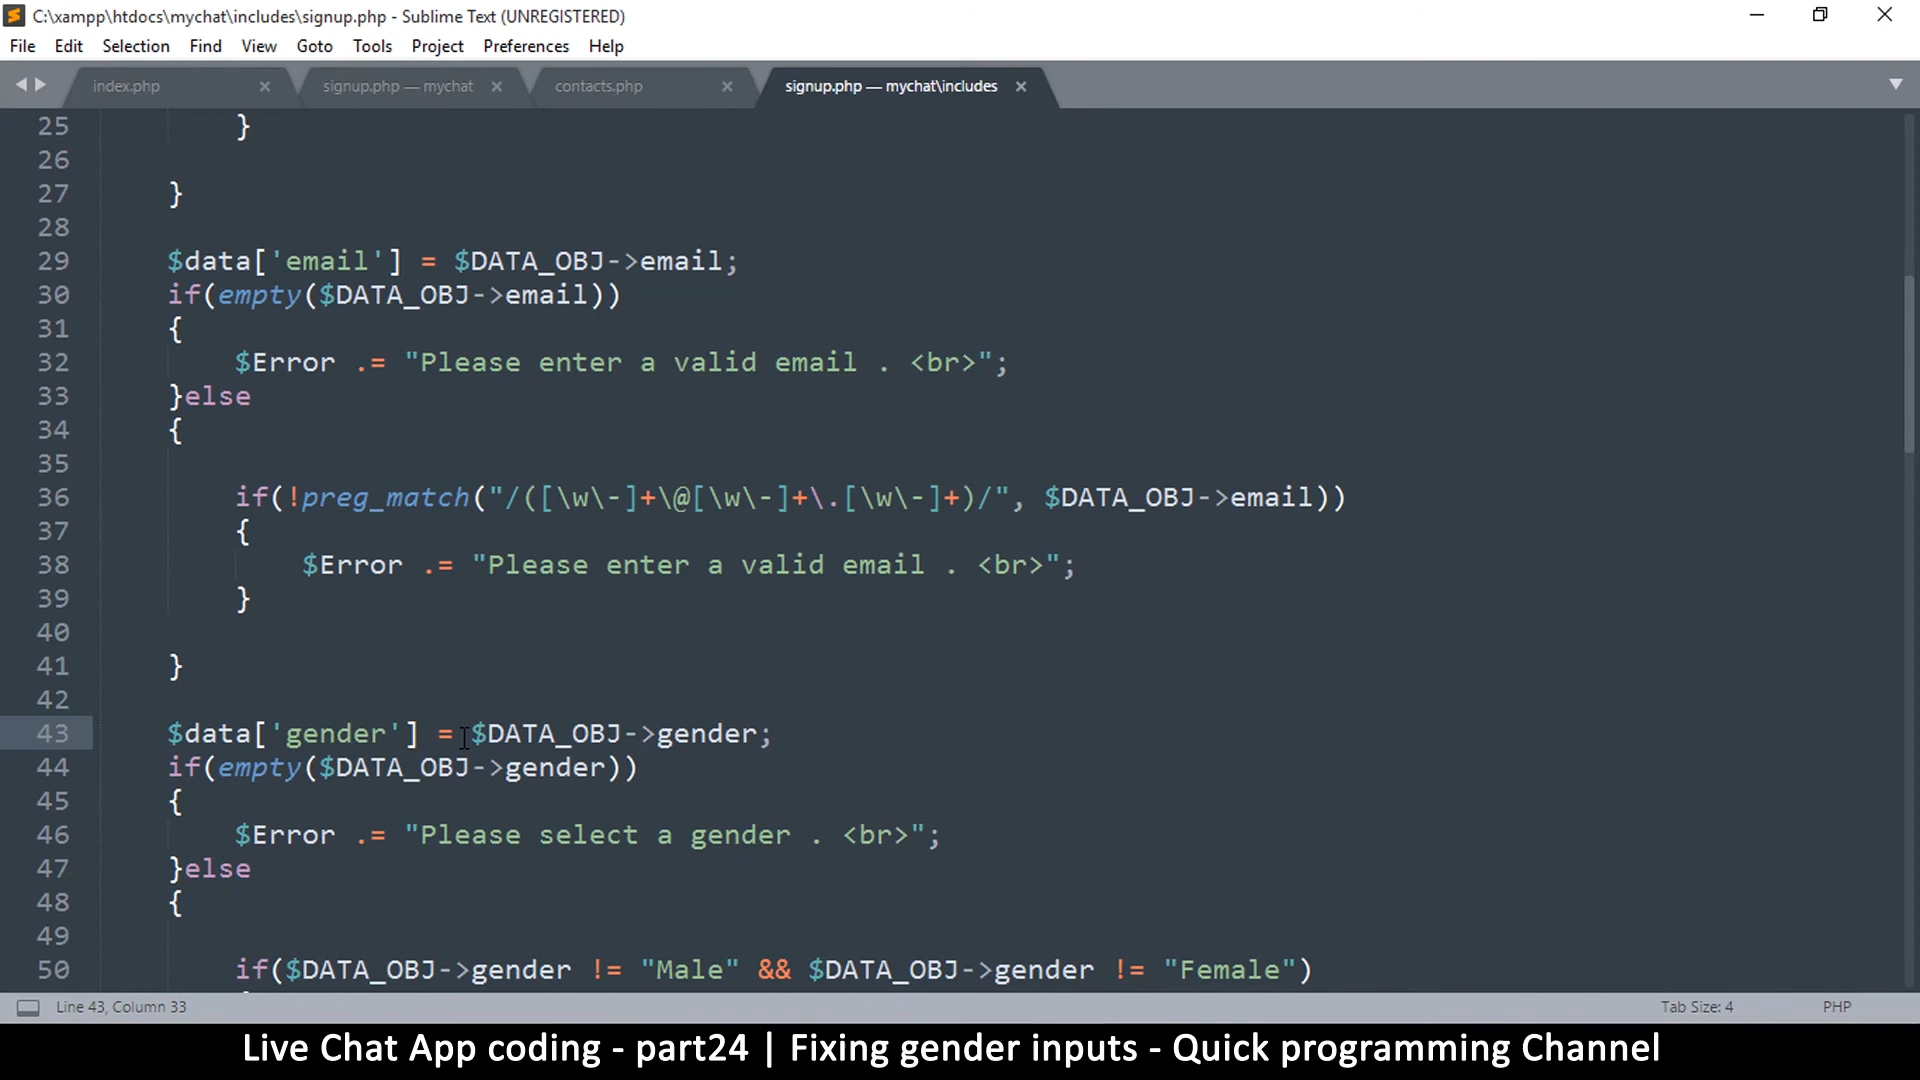 C:\xampp\htdocs\mychat\includes\signup.php - Sublime Text (UNREGISTERED)
File Edit Selection Find View Goto Tools Project Preferences Help
index.php signup.php — mychat contacts.php signup.php — mychat\includes
25 }
26
27 }
28
29 $data['email'] = $DATA_OBJ->email;
30 if(empty($DATA_OBJ->email))
31 {
32 $Error .= "Please enter a valid email . <br>";
33 }else
34 {
35
36 if(!preg_match("/([\w\-]+\@[\w\-]+\.[\w\-]+)/", $DATA_OBJ->email))
37 {
38 $Error .= "Please enter a valid email . <br>";
39 }
40
41 }
42
43 $data['gender'] = $DATA_OBJ->gender;
44 if(empty($DATA_OBJ->gender))
45 {
46 $Error .= "Please select a gender . <br>";
47 }else
48 {
49
50 if($DATA_OBJ->gender != "Male" && $DATA_OBJ->gender != "Female")
Line 43, Column 33 Tab Size: 4 PHP
Live Chat App coding - part24 | Fixing gender inputs - Quick programming Channel